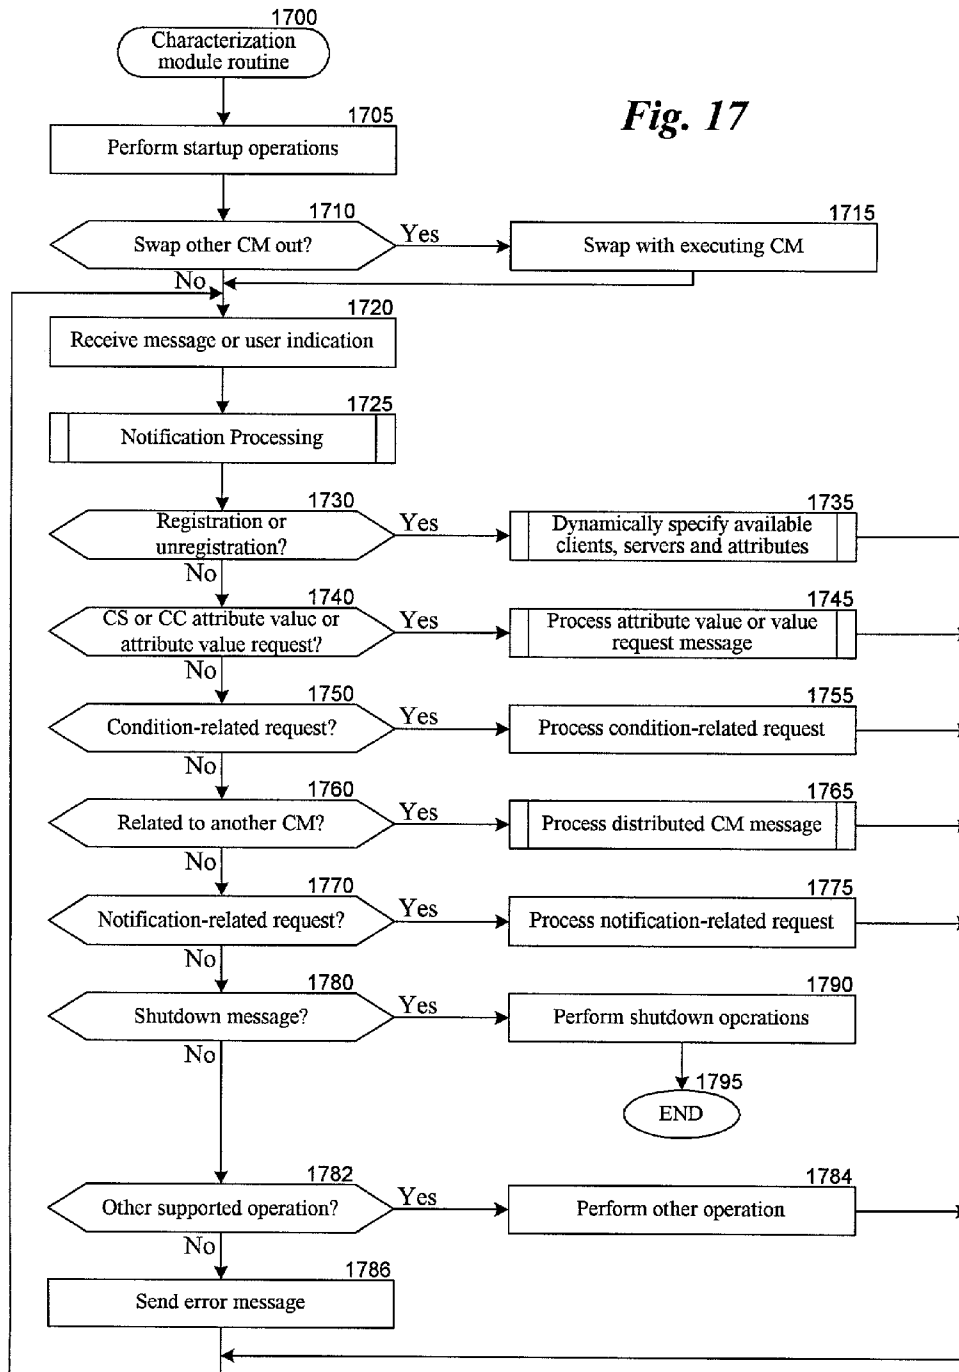 1700
Characterization
module routine
Fig. 17
1705
Perform startup operations
1710
Swap other CM out?
Yes
1715
Swap with executing CM
No
1720
Receive message or user indication
1725
Notification Processing
1730
Registration or
unregistration?
Yes
1735
Dynamically specify available
clients, servers and attributes
No
1740
CS or CC attribute value or
attribute value request?
Yes
1745
Process attribute value or value
request message
No
1750
Condition-related request?
Yes
1755
Process condition-related request
No
1760
Related to another CM?
Yes
1765
Process distributed CM message
No
1770
Notification-related request?
Yes
1775
Process notification-related request
No
1780
Shutdown message?
Yes
1790
Perform shutdown operations
No
1795
END
1782
Other supported operation?
Yes
1784
Perform other operation
No
1786
Send error message